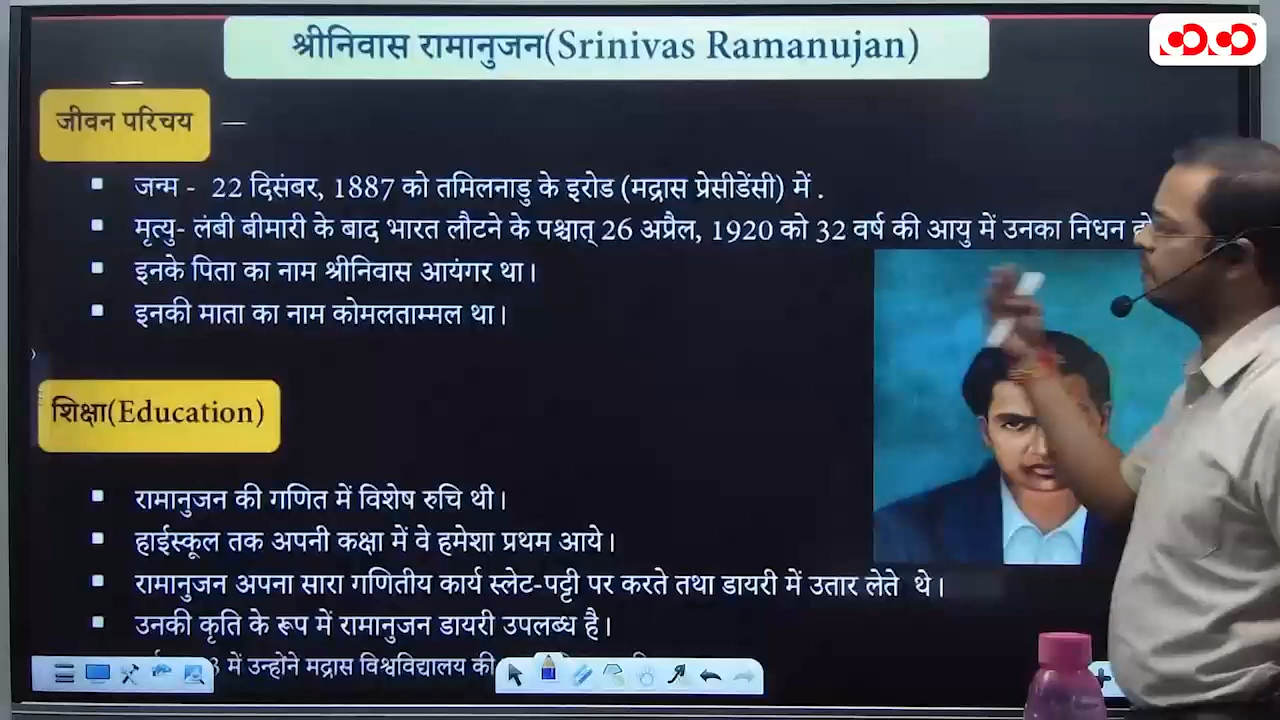 श्रीनिवास रामानुजन(Srinivas Ramanujan)
जीवन परिचय
जन्म - 22 दिसंबर, 1887 को तमिलनाडु के इरोड (मद्रास प्रेसीडेंसी) में .
मृत्यु- लंबी बीमारी के बाद भारत लौटने के पश्चात् 26 अप्रैल, 1920 को 32 वर्ष की आयु में उनका निधन
इनके पिता का नाम श्रीनिवास आयंगर था।
इनकी माता का नाम कोमलताम्मल था।
शिक्षा(Education)
रामानुजन की गणित में विशेष रुचि थी।
हाईस्कूल तक अपनी कक्षा में वे हमेशा प्रथम आये।
रामानुजन अपना सारा गणितीय कार्य स्लेट-पट्टी पर करते तथा डायरी में उतार लेते थे।
उनकी कृति के रूप में रामानुजन डायरी उपलब्ध है।
में उन्होंने मद्रास विश्वविद्यालय की